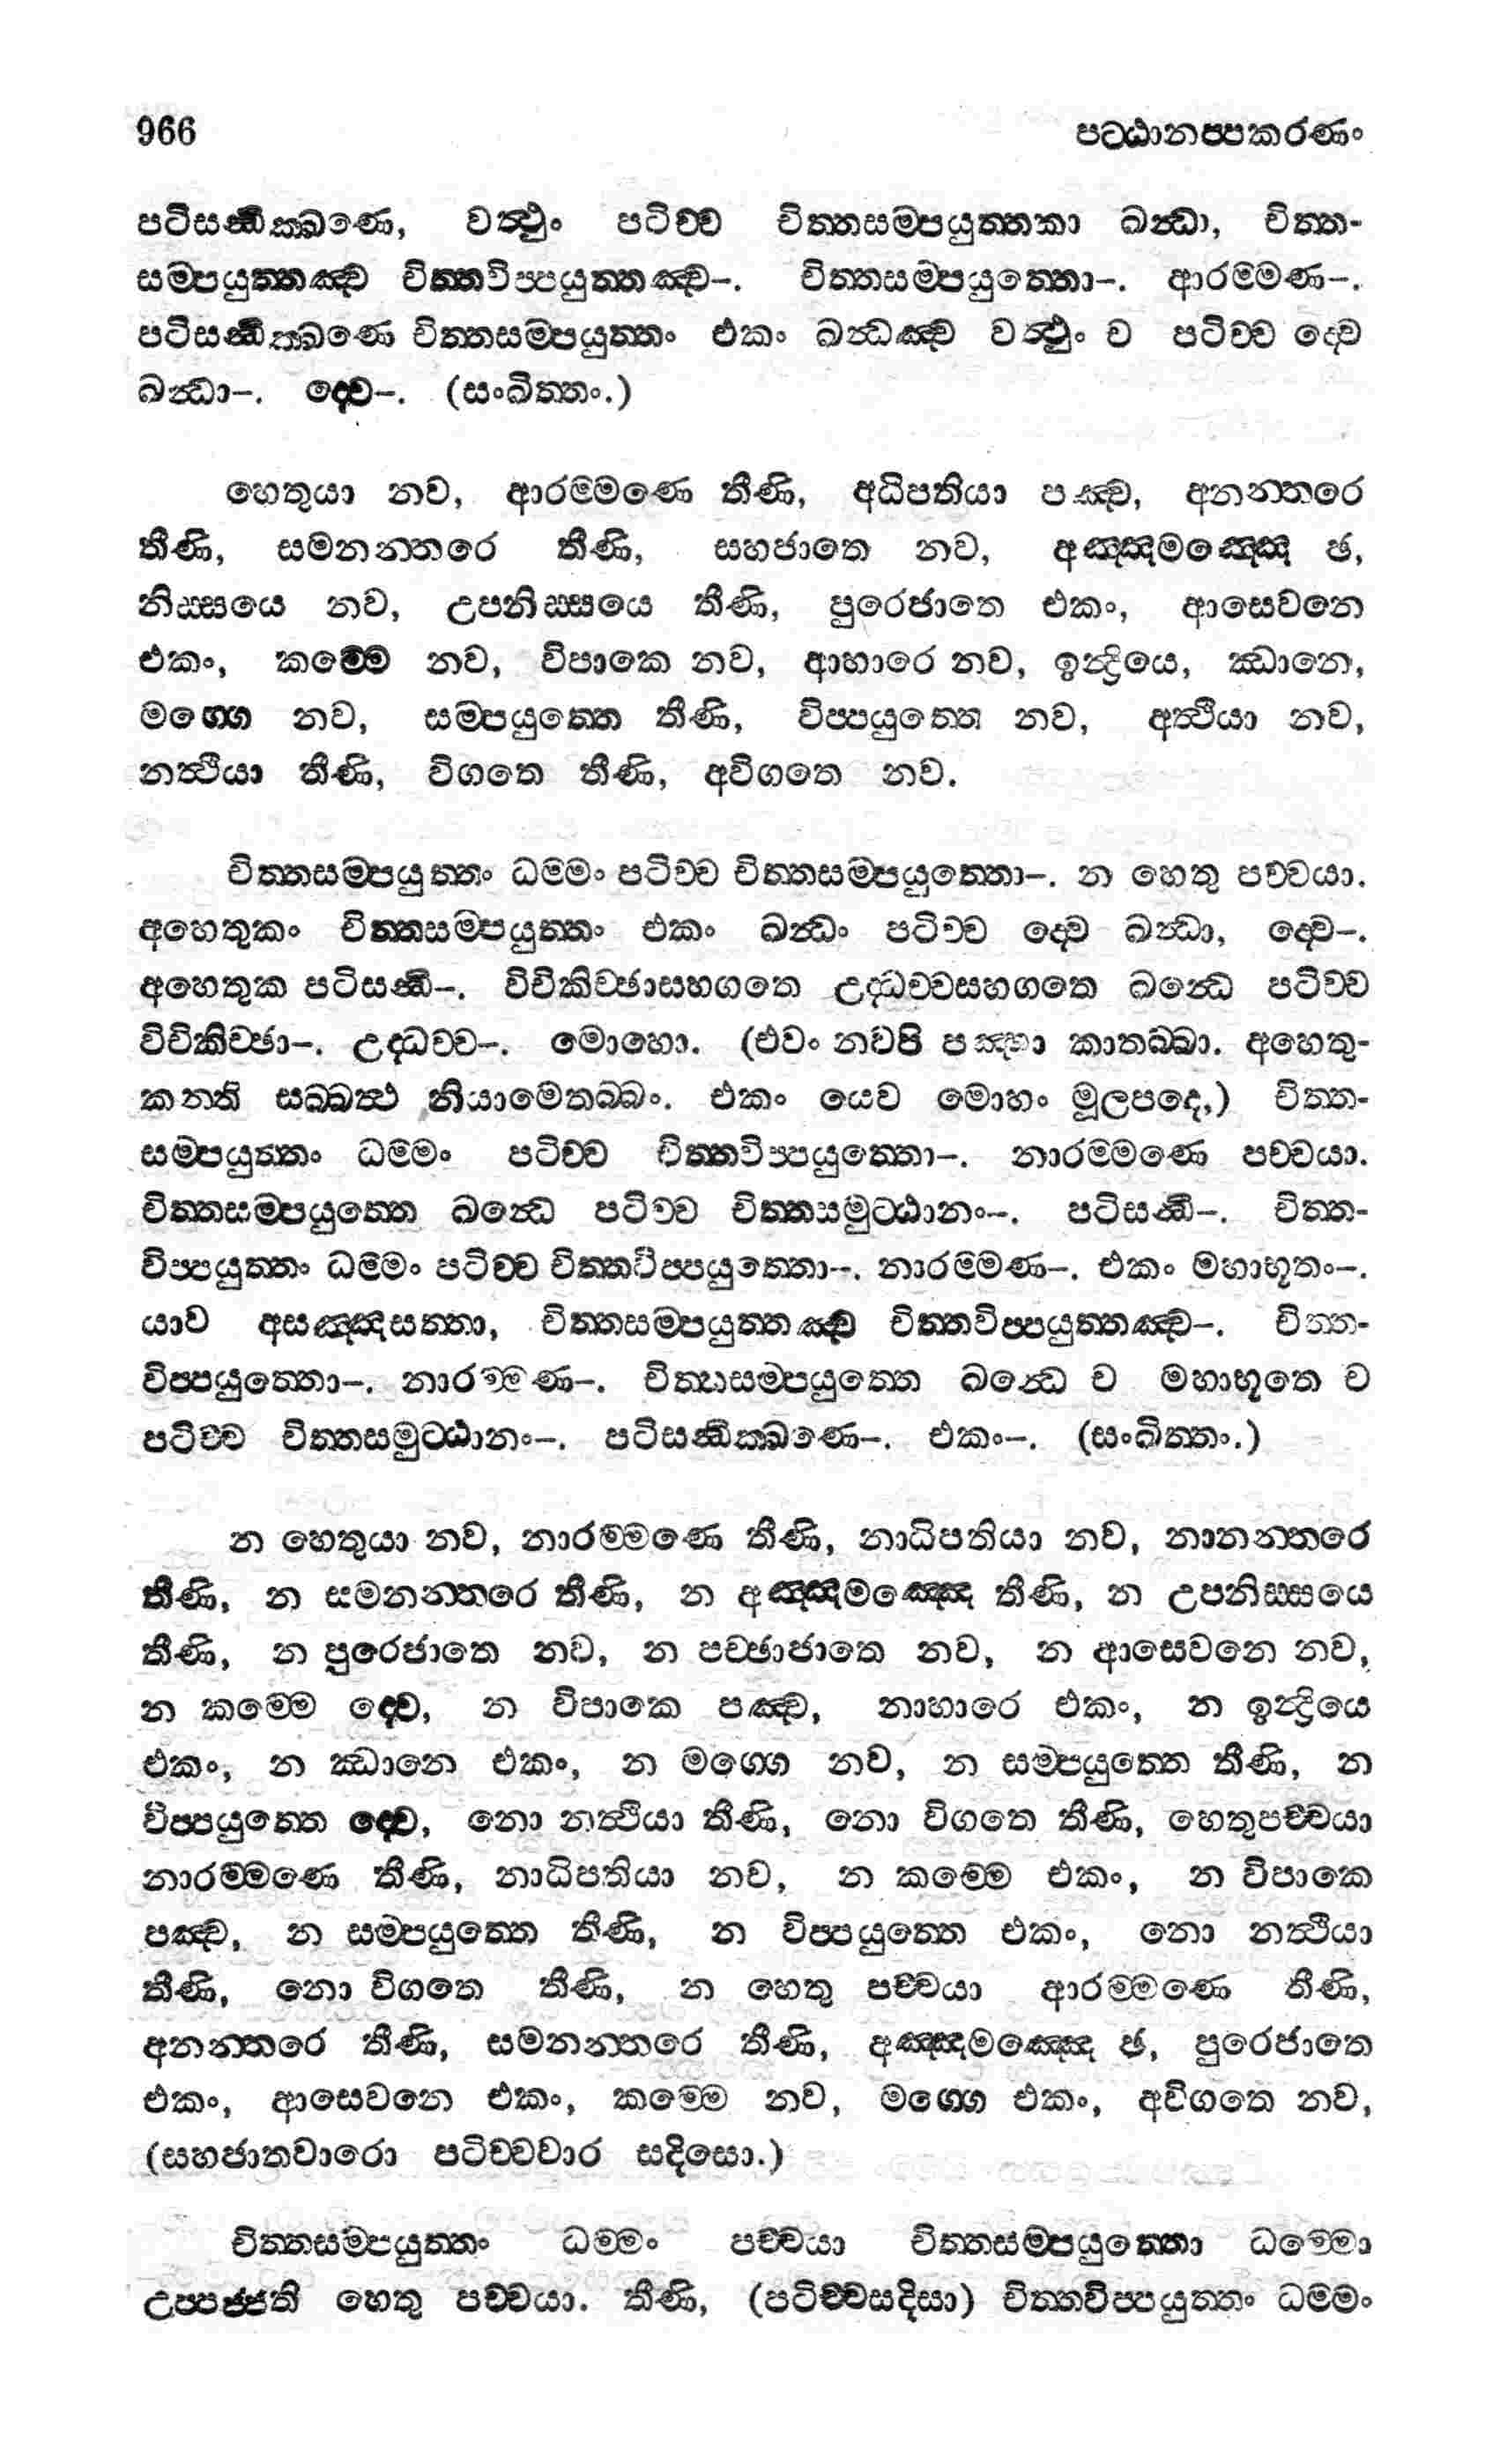 966 පට්ඨානප්පකරණං
පටිසන්ධික්ඛණෙ, වත්ථුං පටිච්ච චිත්තසම්පයුත්තකා ඛන්ධා, චිත්ත-
සම්පයුත්තඤ්ච චිත්තවිප්පයුත්තඤ්ච–. චිත්තසම්පයුත්තො–. ආරම්මණ–.
පටිසන්ධික්ඛණෙ චිත්තසම්පයුත්තං එකං ඛන්ධඤ්ච වත්ථුං ච පටිච්ච ද්වෙ
ඛන්ධා–. ද්වෙ–. (සංඛිත්තං.)
හෙතුයා නව, ආරම්මණෙ තීණි, අධිපතියා පඤ්ච, අනන්තරෙ
තීණි, සමනන්තරෙ තීණි, සහජාතෙ නව, අඤ්ඤමඤ්ඤෙ ඡ,
නිස්සයෙ නව, උපනිස්සයෙ තීණි, පුරෙජාතෙ එකං, ආසෙවනෙ
එකං, කම්මෙ නව, විපාකෙ නව, ආහාරෙ නව, ඉන්ද්‍රියෙ, ඣානෙ,
මග්ගෙ නව, සම්පයුත්තෙ තීණි, විප්පයුත්තෙ නව, අත්ථියා නව,
නත්ථියා තීණි, විගතෙ තීණි, අවිගතෙ නව.
චිත්තසම්පයුත්තං ධම්මං පටිච්ච චිත්තසම්පයුත්තො–. න හෙතු පච්චයා.
අහෙතුකං චිත්තසම්පයුත්තං එකං ඛන්ධං පටිච්ච ද්වෙ ඛන්ධා, ද්වෙ–.
අහෙතුක පටිසන්ධි–. විචිකිච්ඡාසහගතෙ උද්ධච්චසහගතෙ ඛන්ධෙ පටිච්ච
විචිකිච්ඡා–. උද්ධච්ච–. මොහො. (එවං නවපි පඤ්හා කාතබ්බා. අහෙතු-
කන්ති සබ්බත්ථ නියාමෙතබ්බං. එකං යෙව මොහං මූලපදෙ,) චිත්ත-
සම්පයුත්තං ධම්මං පටිච්ච චිත්තවිප්පයුත්තො–. නාරම්මණෙ පච්චයා.
චිත්තසම්පයුත්තෙ ඛන්ධෙ පටිච්ච චිත්තසමුට්ඨානං–. පටිසන්ධි–. චිත්ත-
විප්පයුත්තං ධම්මං පටිච්ච චිත්තවිප්පයුත්තො–. නාරම්මණ–. එකං මහාභූතං–.
යාව අසඤ්ඤසත්තා, චිත්තසම්පයුත්තඤ්ච චිත්තවිප්පයුත්තඤ්ච–. චිත්ත-
විප්පයුත්තො–. නාරම්මණ–. චිත්තසම්පයුත්තෙ ඛන්ධෙ ච මහාභූතෙ ච
පටිච්ච චිත්තසමුට්ඨානං–. පටිසන්ධික්ඛණෙ–. එකං–. (සංඛිත්තං.)
න හෙතුයා නව, නාරම්මණෙ තීණි, නාධිපතියා නව, නානන්තරෙ
තීණි, න සමනන්තරෙ තීණි, න අඤ්ඤමඤ්ඤෙ තීණි, න උපනිස්සයෙ
තීණි, න පුරෙජාතෙ නව, න පච්ඡාජාතෙ නව, න ආසෙවනෙ නව,
න කම්මෙ ද්වෙ, න විපාකෙ පඤ්ච, නාහාරෙ එකං, න ඉන්ද්‍රියෙ
එකං, න ඣානෙ එකං, න මග්ගෙ නව, න සම්පයුත්තෙ තීණි, න
විප්පයුත්තෙ ද්වෙ, නො නත්ථියා තීණි, නො විගතෙ තීණි, හෙතුපච්චයා
නාරම්මණෙ තීණි, නාධිපතියා නව, න කම්මෙ එකං, න විපාකෙ
පඤ්ච, න සම්පයුත්තෙ තීණි, න විප්පයුත්තෙ එකං, නො නත්ථියා
තීණි, නො විගතෙ තීණි, න හෙතු පච්චයා ආරම්මණෙ තීණි,
අනන්තරෙ තීණි, සමනන්තරෙ තීණි, අඤ්ඤමඤ්ඤෙ ඡ, පුරෙජාතෙ
එකං, ආසෙවනෙ එකං, කම්මෙ නව, මග්ගෙ එකං, අවිගතෙ නව,
(සහජාතවාරො පටිච්චවාර සදිසො.)
චිත්තසම්පයුත්තං ධම්මං පච්චයා චිත්තසම්පයුත්තො ධම්මො
උප්පජ්ජති හෙතු පච්චයා. තීණි, (පටිච්චසදිසා) චිත්තවිප්පයුත්තං ධම්මං